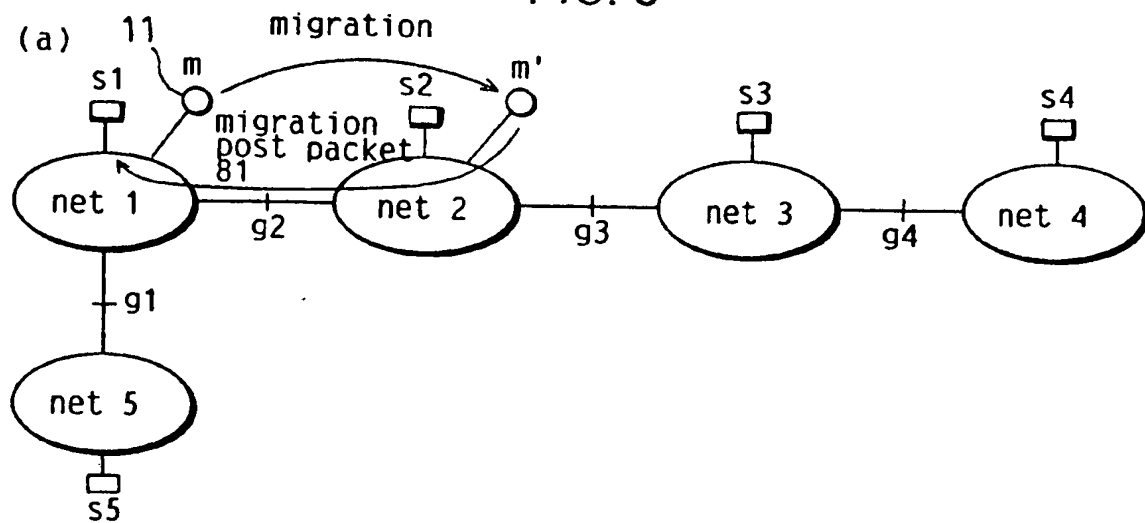 (a)
11
migration
m
m'
s1
s2
s3
s4
migration
post packet
81
net 1
net 2
net 3
net 4
g2
g3
g4
g1
net 5
s5